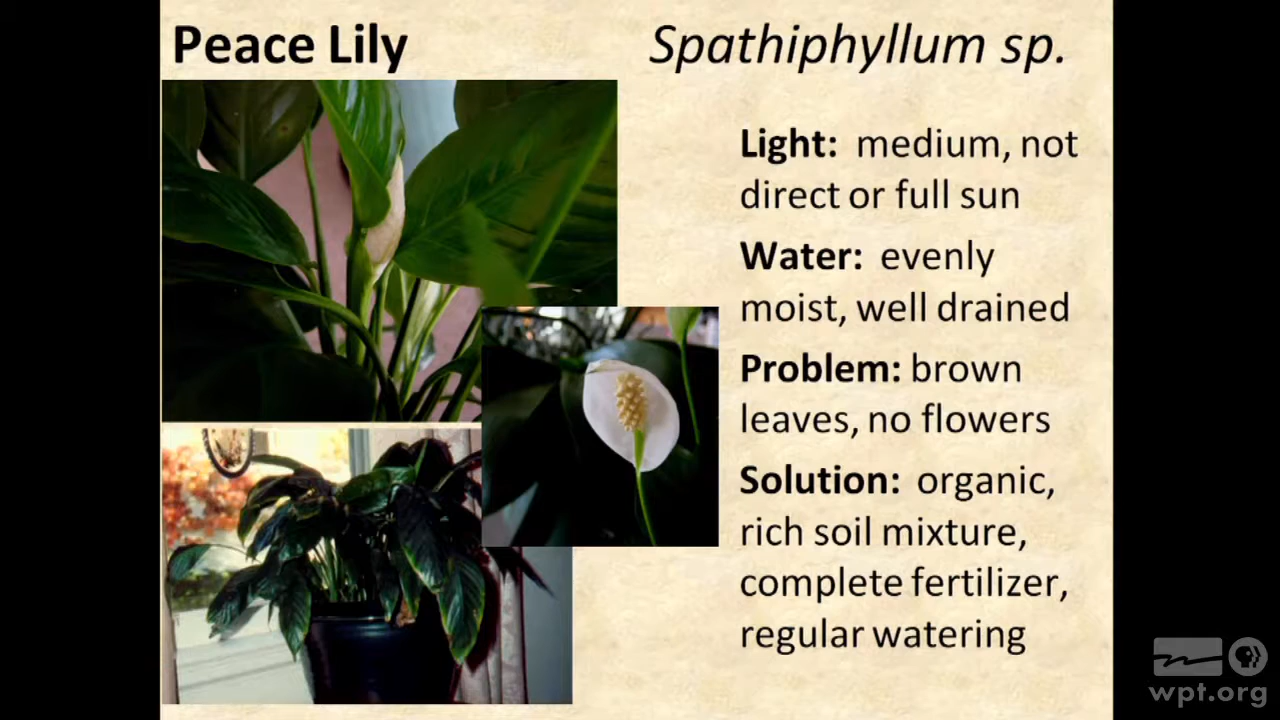 Peace Lily
Spathiphyllum sp.
Light: medium, not
direct or full sun
Water: evenly
moist, well drained
Problem: brown
leaves, no flowers
Solution: organic,
rich soil mixture,
complete fertilizer,
regular watering
wpt.org